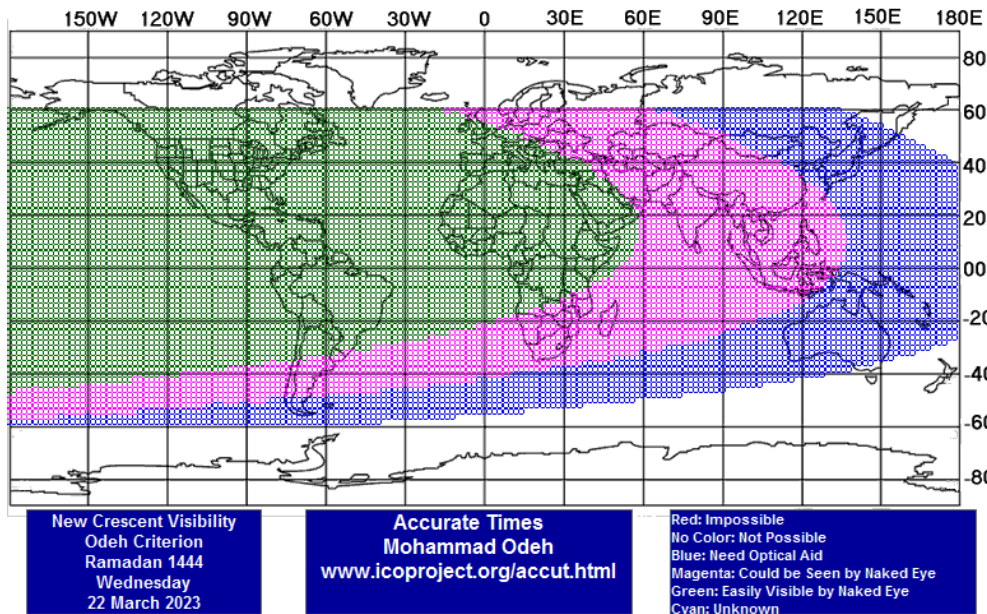 150W 120W 90W 60W 30W 0 30E 60E 90E 120E 150E 180E
80
60
40
20
00
-20
-40
-60
-80
New Crescent Visibility
Odeh Criterion
Ramadan 1444
Wednesday
22 March 2023
Accurate Times
Mohammad Odeh
www.icoproject.org/accut.html
Red: Impossible
No Color: Not Possible
Blue: Need Optical Aid
Magenta: Could be Seen by Naked Eye
Green: Easily Visible by Naked Eye
Cyan: Unknown